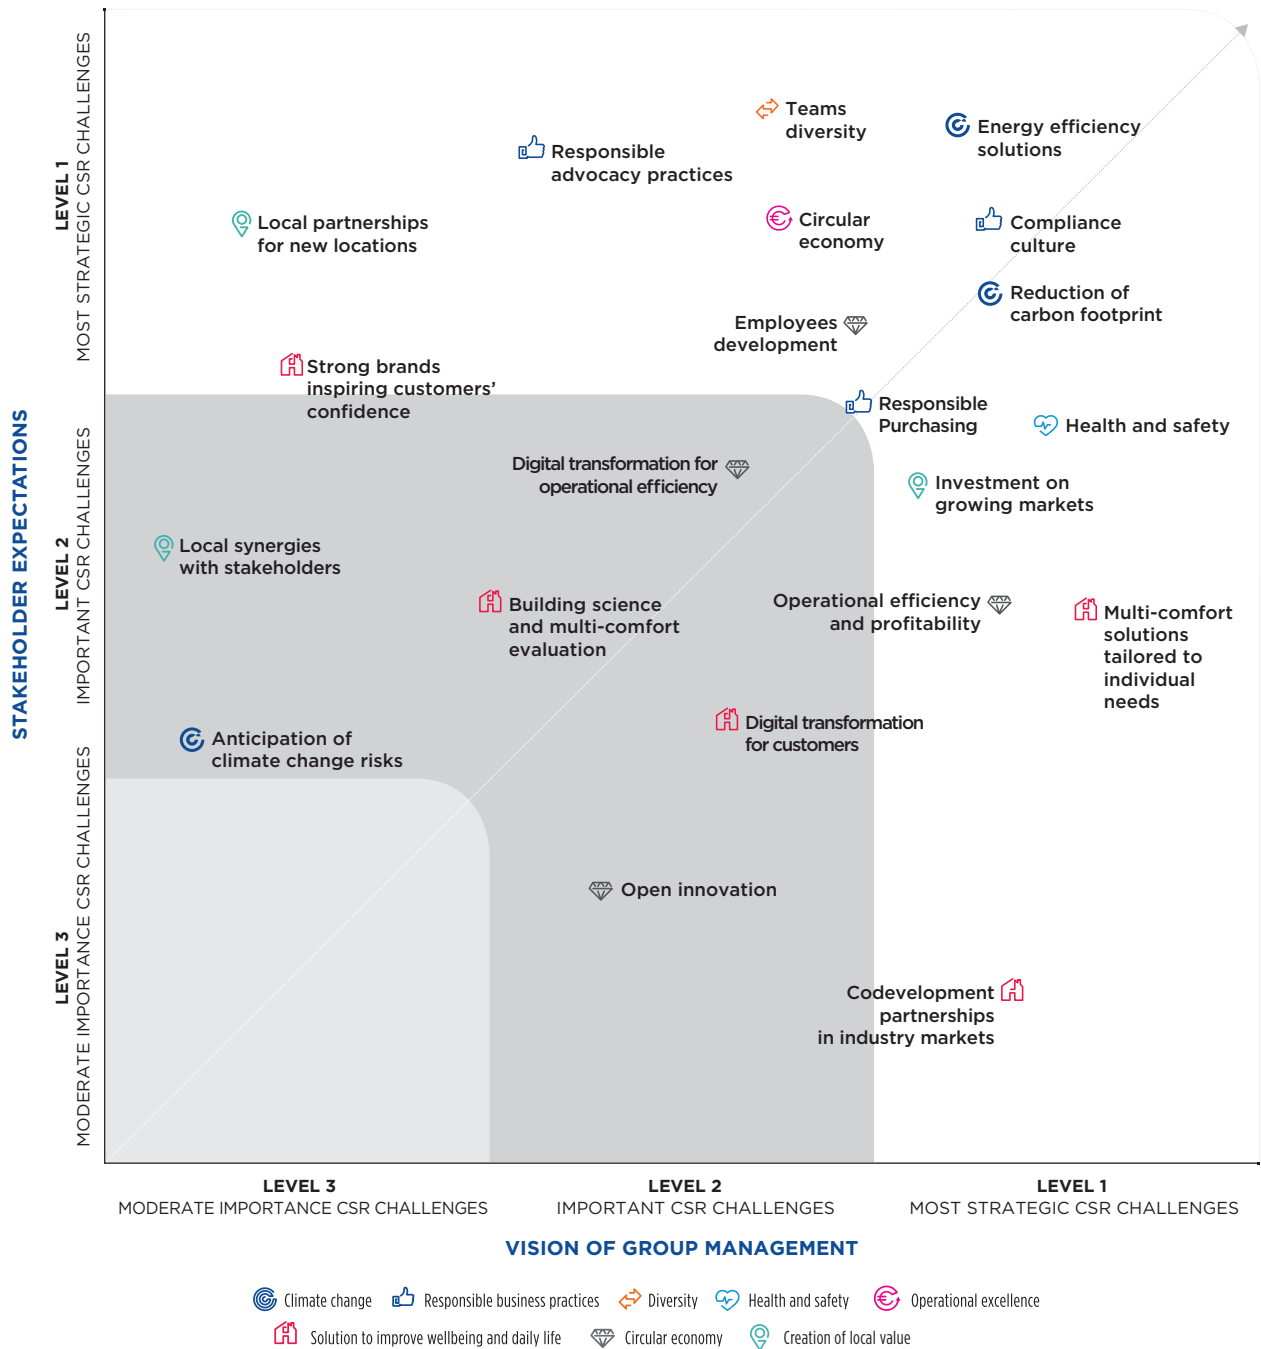 STAKEHOLDER EXPECTATIONS
LEVEL 1
MOST STRATEGIC CSR CHALLENGES
LEVEL 2
IMPORTANT CSR CHALLENGES
LEVEL 3
MODERATE IMPORTANCE CSR CHALLENGES
Teams
diversity
Energy efficiency
solutions
Responsible
advocacy practices
Local partnerships
for new locations
Circular
economy
Compliance
culture
Reduction of
carbon footprint
Employees
development
Strong brands
inspiring customers’
confidence
Responsible
Purchasing
Health and safety
Digital transformation for
operational efficiency
Investment on
growing markets
Local synergies
with stakeholders
Building science
and multi-comfort
evaluation
Operational efficiency
and profitability
Multi-comfort
solutions
tailored to
individual
needs
Digital transformation
for customers
Anticipation of
climate change risks
Open innovation
Codevelopment
partnerships
in industry markets
LEVEL 3
MODERATE IMPORTANCE CSR CHALLENGES
LEVEL 2
IMPORTANT CSR CHALLENGES
LEVEL 1
MOST STRATEGIC CSR CHALLENGES
VISION OF GROUP MANAGEMENT
Climate change
Responsible business practices
Diversity
Health and safety
Operational excellence
Solution to improve wellbeing and daily life
Circular economy
Creation of local value